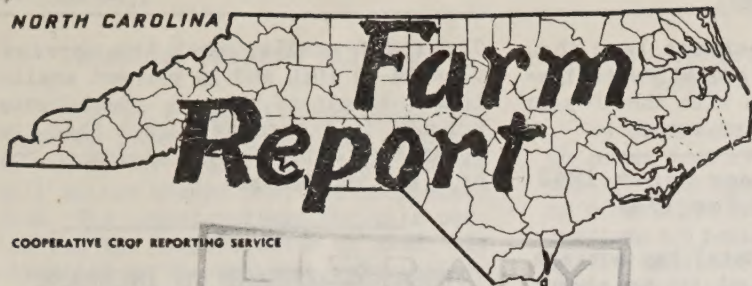 NORTH CAROLINA
Farm
Report
COOPERATIVE CROP REPORTING SERVICE